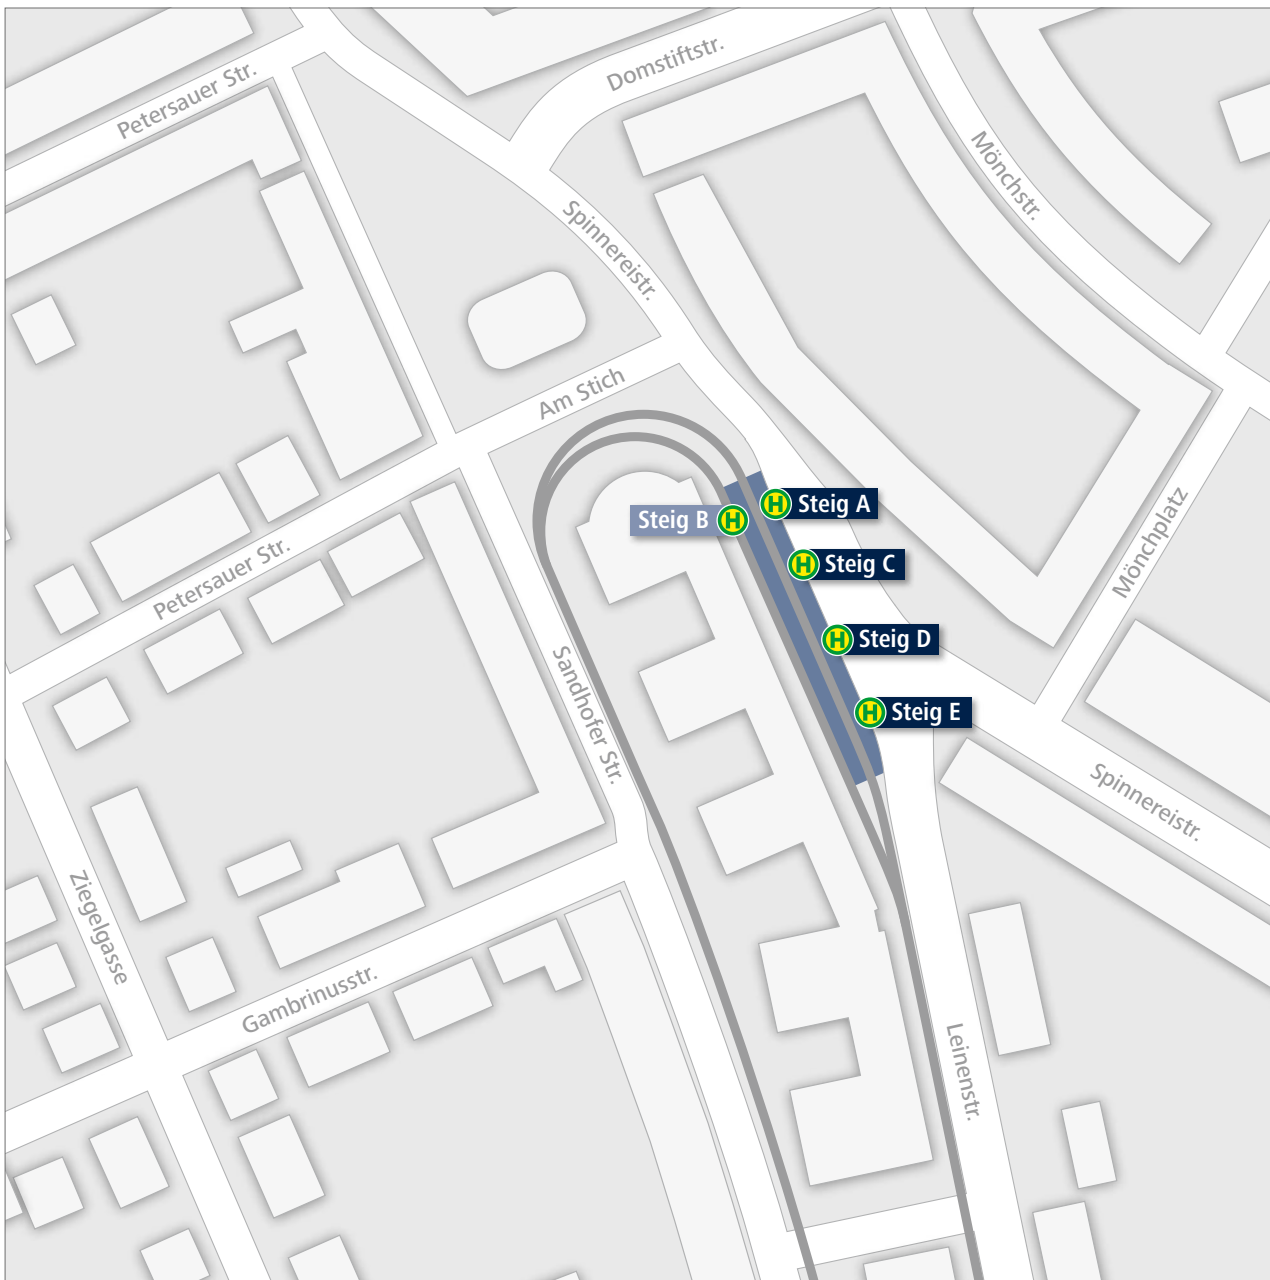 Domstiftstr.
Petersauer Str.
Mönchstr.
Spinnereistr.
Am Stich
H Steig A
Steig B H
H Steig C
Mönchplatz
Petersauer Str.
H Steig D
Sandhofer Str.
H Steig E
Spinnereistr.
Ziegelgasse
Gambrinusstr.
Leinenstr.